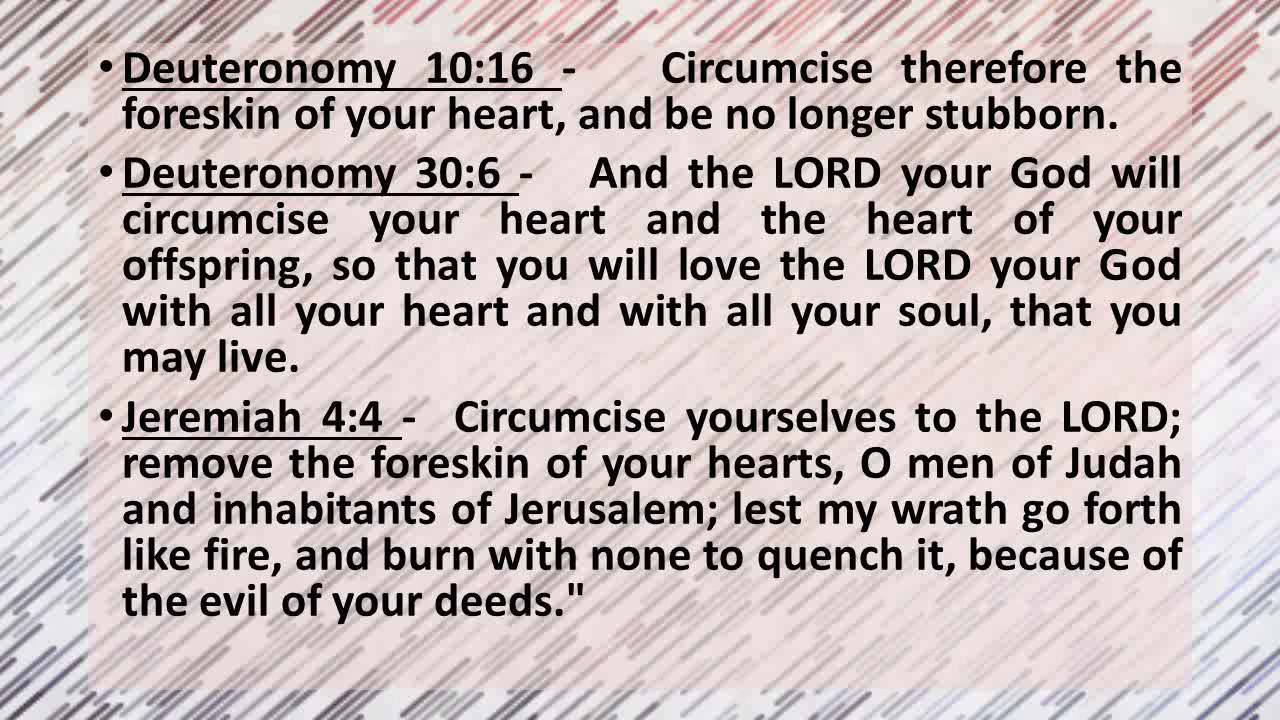 • Deuteronomy 10:16 - Circumcise therefore the
foreskin of your heart, and be no longer stubborn.
• Deuteronomy 30:6 - And the LORD your God will
circumcise your heart and the heart of your
offspring, so that you will love the LORD your God
with all your heart and with all your soul, that you
may live.
• Jeremiah 4:4 - Circumcise yourselves to the LORD;
remove the foreskin of your hearts, O men of Judah
and inhabitants of Jerusalem; lest my wrath go forth
like fire, and burn with none to quench it, because of
the evil of your deeds."